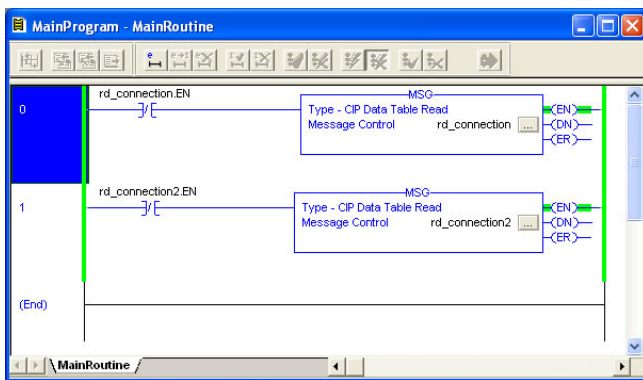 MainProgram - MainRoutine
0
rd_connection.EN
MSG
Type - CIP Data Table Read
Message Control rd_connection ...
EN
DN
ER
1
rd_connection2.EN
MSG
Type - CIP Data Table Read
Message Control rd_connection2 ...
EN
DN
ER
(End)
MainRoutine